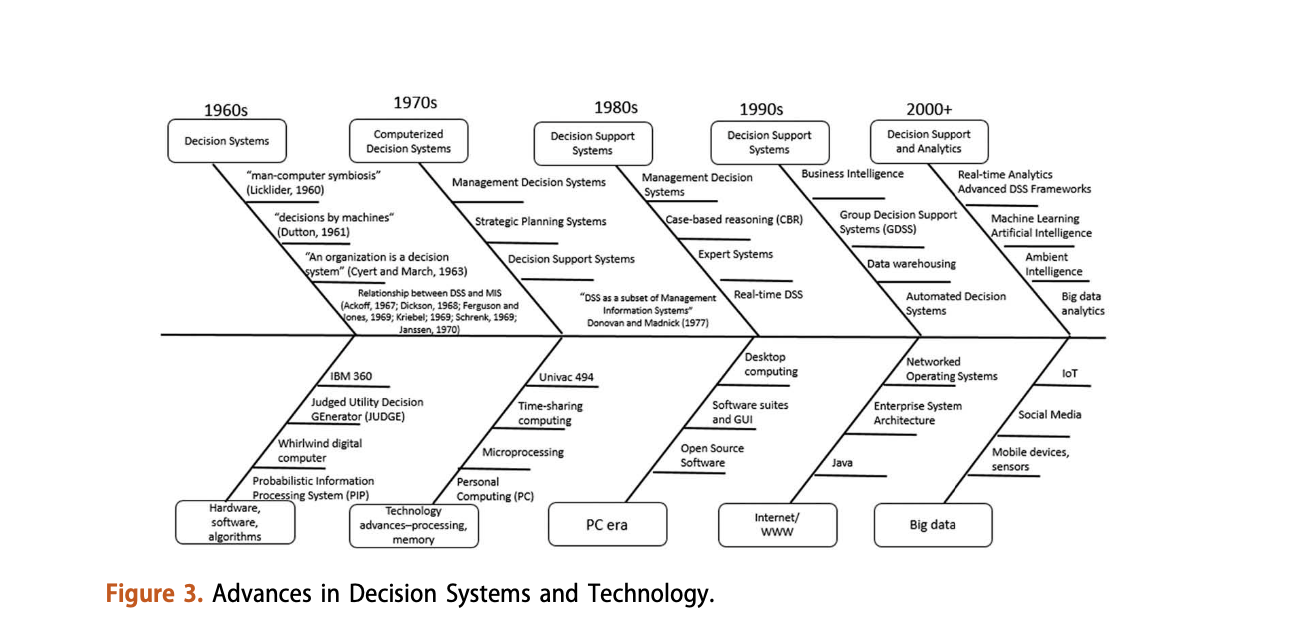 1960s
Decision Systems
"man-computer symbiosis"
(Licklider, 1960)
"decisions by machines"
(Dutton, 1961)
"An organization is a decision
system" (Cyert and March, 1963)
Relationship between DSS and MIS
(Ackoff, 1967; Dickson, 1968; Ferguson and
Jones, 1969; Kriebel; 1969; Schrenk, 1969;
Janssen, 1970)
1970s
Computerized
Decision Systems
Management Decision Systems
Strategic Planning Systems
Decision Support Systems
"DSS as a subset of Management
Information Systems"
Donovan and Madnick (1977)
1980s
Decision Support
Systems
Management Decision
Systems
Case-based reasoning (CBR)
Expert Systems
Real-time DSS
1990s
Decision Support
Systems
Business Intelligence
Group Decision Support
Systems (GDSS)
Data warehousing
Automated Decision
Systems
2000+
Decision Support
and Analytics
Real-time Analytics
Advanced DSS Frameworks
Machine Learning
Artificial Intelligence
Ambient
Intelligence
Big data
analytics
IBM 360
Judged Utility Decision
GEnerator (JUDGE)
Whirlwind digital
computer
Probabilistic Information
Processing System (PIP)
Hardware,
software,
algorithms
Univac 494
Time-sharing
computing
Microprocessing
Personal
Computing (PC)
Technology
advances–processing,
memory
Desktop
computing
Software suites
and GUI
Open Source
Software
PC era
Networked
Operating Systems
Enterprise System
Architecture
Java
Internet/
WWW
IoT
Social Media
Mobile devices,
sensors
Big data
Figure 3. Advances in Decision Systems and Technology.